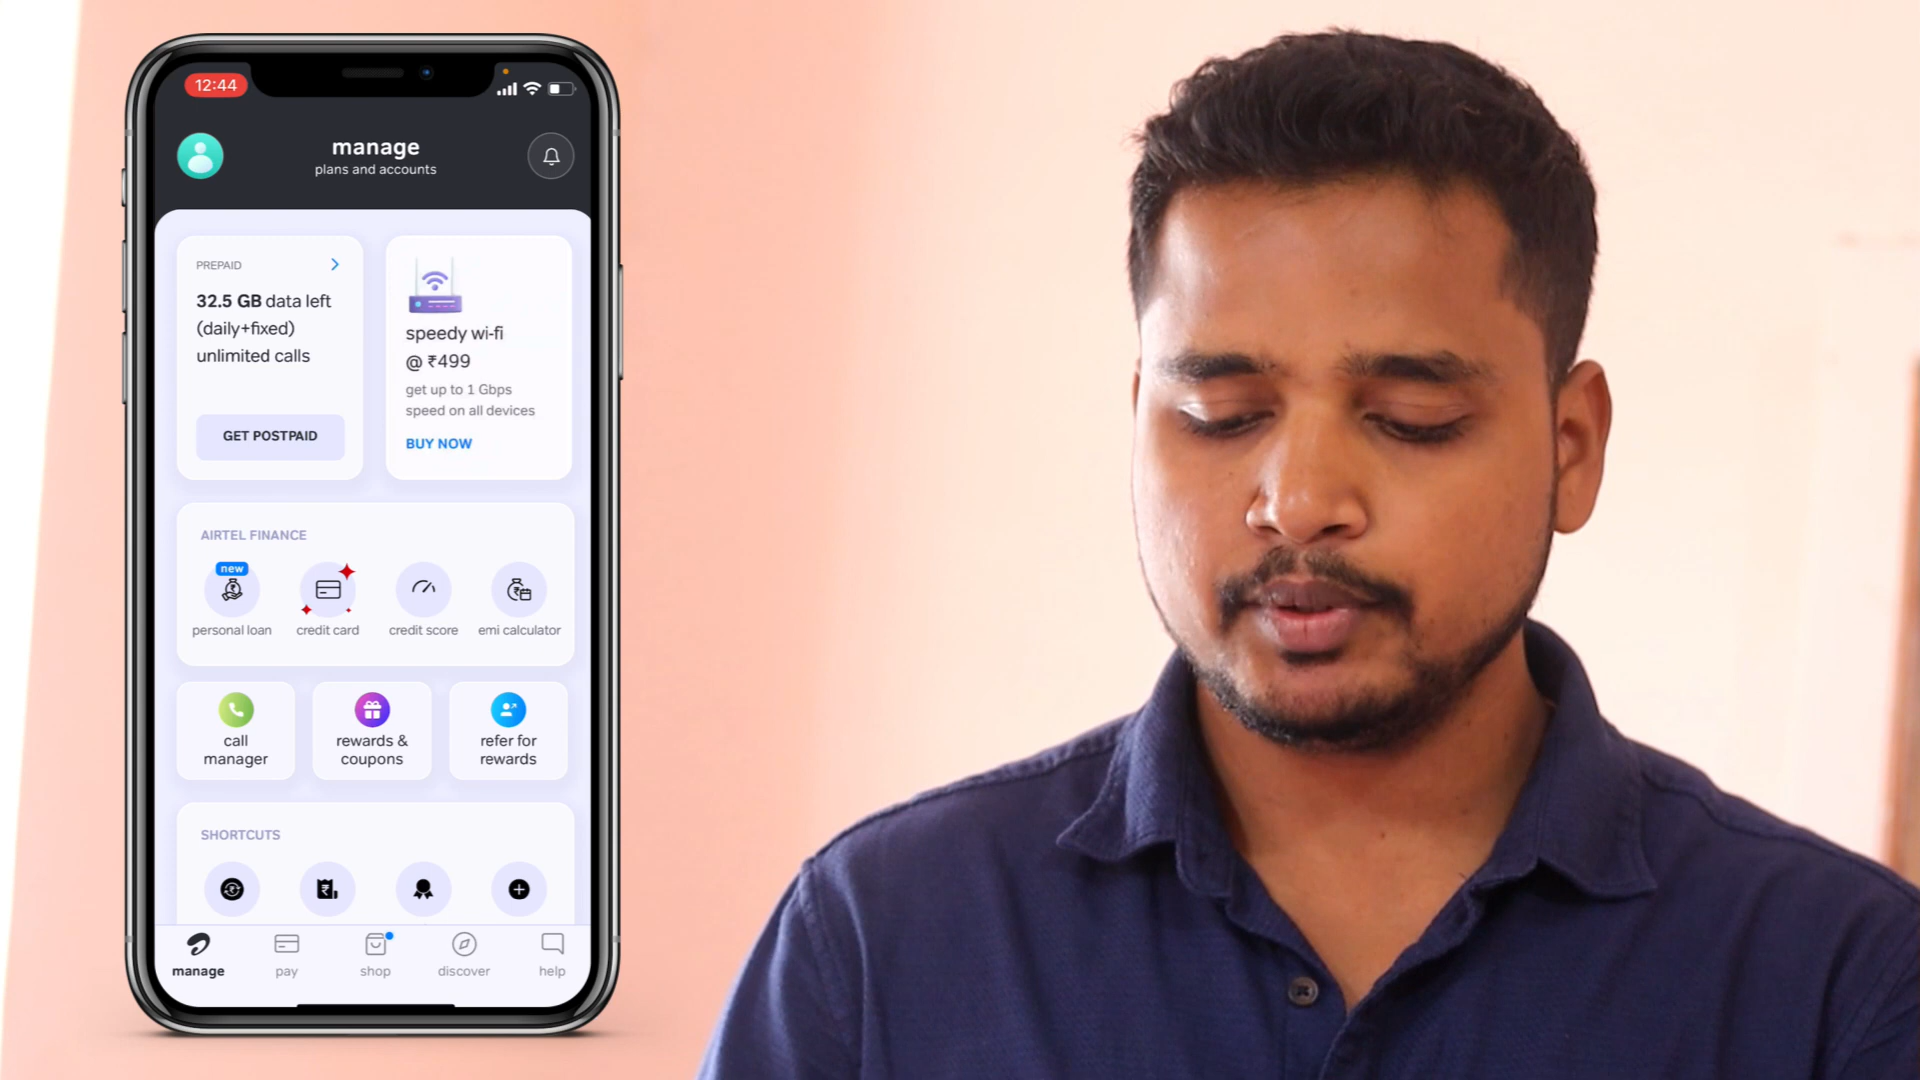 12:44
manage
plans and accounts
PREPAID
32.5 GB data left
(daily+fixed)
unlimited calls
GET POSTPAID
speedy wi-fi
@ ₹499
get up to 1 Gbps
speed on all devices
BUY NOW
AIRTEL FINANCE
new
personal loan
credit card
credit score
emi calculator
call
manager
rewards &
coupons
refer for
rewards
SHORTCUTS
manage
pay
shop
discover
help